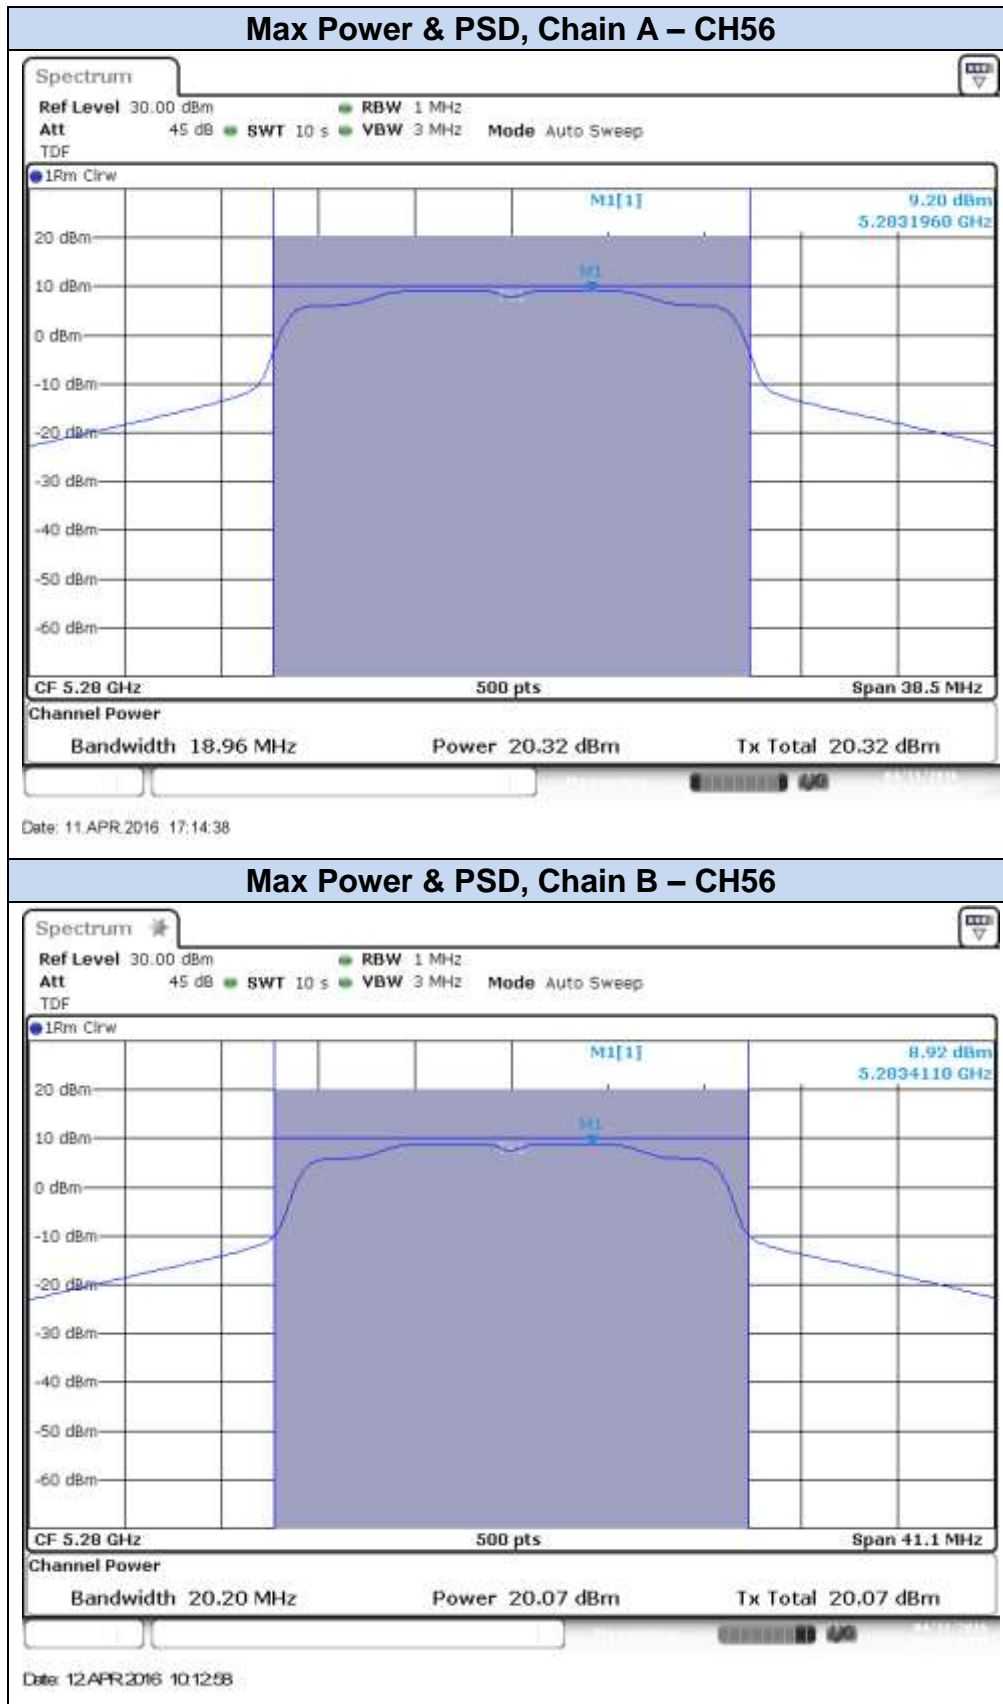 Max Power & PSD, Chain A – CH56
Spectrum
Ref Level 30.00 dBm RBW 1 MHz
Att 45 dB SWT 10 s VBW 3 MHz Mode Auto Sweep
TDF
1Rm Clrw
M1[1] 9.20 dBm
5.2831960 GHz
20 dBm
M1
10 dBm
0 dBm
-10 dBm
-20 dBm
-30 dBm
-40 dBm
-50 dBm
-60 dBm
CF 5.28 GHz 500 pts Span 38.5 MHz
Channel Power
Bandwidth 18.96 MHz Power 20.32 dBm Tx Total 20.32 dBm
Date: 11.APR.2016 17:14:38
Max Power & PSD, Chain B – CH56
Spectrum
Ref Level 30.00 dBm RBW 1 MHz
Att 45 dB SWT 10 s VBW 3 MHz Mode Auto Sweep
TDF
1Rm Clrw
M1[1] 8.92 dBm
5.2834110 GHz
20 dBm
M1
10 dBm
0 dBm
-10 dBm
-20 dBm
-30 dBm
-40 dBm
-50 dBm
-60 dBm
CF 5.28 GHz 500 pts Span 41.1 MHz
Channel Power
Bandwidth 20.20 MHz Power 20.07 dBm Tx Total 20.07 dBm
Date: 12.APR.2016 10:12:58